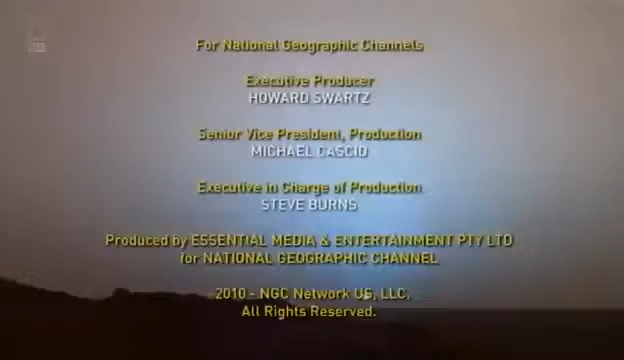 For National Geographic Channels
Executive Producer
HOWARD SWARTZ
Senior Vice President, Production
MICHAEL CASCIO
Executive in Charge of Production
STEVE BURNS
Produced by ESSENTIAL MEDIA & ENTERTAINMENT PTY LTD
for NATIONAL GEOGRAPHIC CHANNEL
2010 - NGC Network US, LLC.
All Rights Reserved.